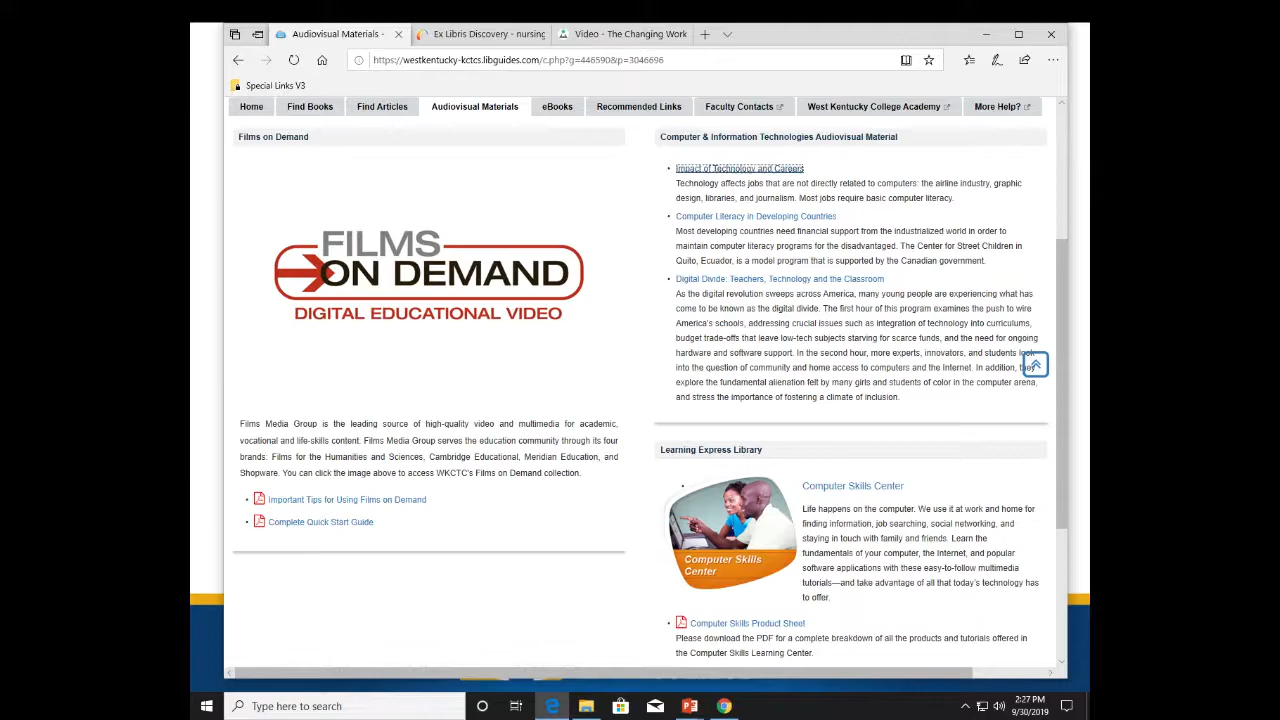 Audiovisual Materials -
Ex Libris Discovery - nursing
Video - The Changing Work
https://westkentucky-kctcs.libguides.com/c.php?g=446590&p=3046696
Special Links V3
Home Find Books Find Articles Audiovisual Materials eBooks Recommended Links Faculty Contacts West Kentucky College Academy More Help?
Films on Demand
FILMS
ON DEMAND
DIGITAL EDUCATIONAL VIDEO
Films Media Group is the leading source of high-quality video and multimedia for academic,
vocational and life-skills content. Films Media Group serves the education community through its four
brands: Films for the Humanities and Sciences, Cambridge Educational, Meridian Education, and
Shopware. You can click the image above to access WKCTC's Films on Demand collection.
Important Tips for Using Films on Demand
Complete Quick Start Guide
Computer & Information Technologies Audiovisual Material
Impact of Technology and Careers
Technology affects jobs that are not directly related to computers: the airline industry, graphic
design, libraries, and journalism. Most jobs require basic computer literacy.
Computer Literacy in Developing Countries
Most developing countries need financial support from the industrialized world in order to
maintain computer literacy programs for the disadvantaged. The Center for Street Children in
Quito, Ecuador, is a model program that is supported by the Canadian government.
Digital Divide: Teachers, Technology and the Classroom
As the digital revolution sweeps across America, many young people are experiencing what has
come to be known as the digital divide. The first hour of this program examines the push to wire
America's schools, addressing crucial issues such as integration of technology into curriculums,
budget trade-offs that leave low-tech subjects starving for scarce funds, and the need for ongoing
hardware and software support. In the second hour, more experts, innovators, and students look
into the question of community and home access to computers and the Internet. In addition, they
explore the fundamental alienation felt by many girls and students of color in the computer arena,
and stress the importance of fostering a climate of inclusion.
Learning Express Library
Computer Skills
Center
Computer Skills Center
Life happens on the computer. We use it at work and home for
finding information, job searching, social networking, and
staying in touch with family and friends. Learn the
fundamentals of your computer, the Internet, and popular
software applications with these easy-to-follow multimedia
tutorials—and take advantage of all that today's technology has
to offer.
Computer Skills Product Sheet
Please download the PDF for a complete breakdown of all the products and tutorials offered in
the Computer Skills Learning Center.
Type here to search
2:27 PM
9/30/2019